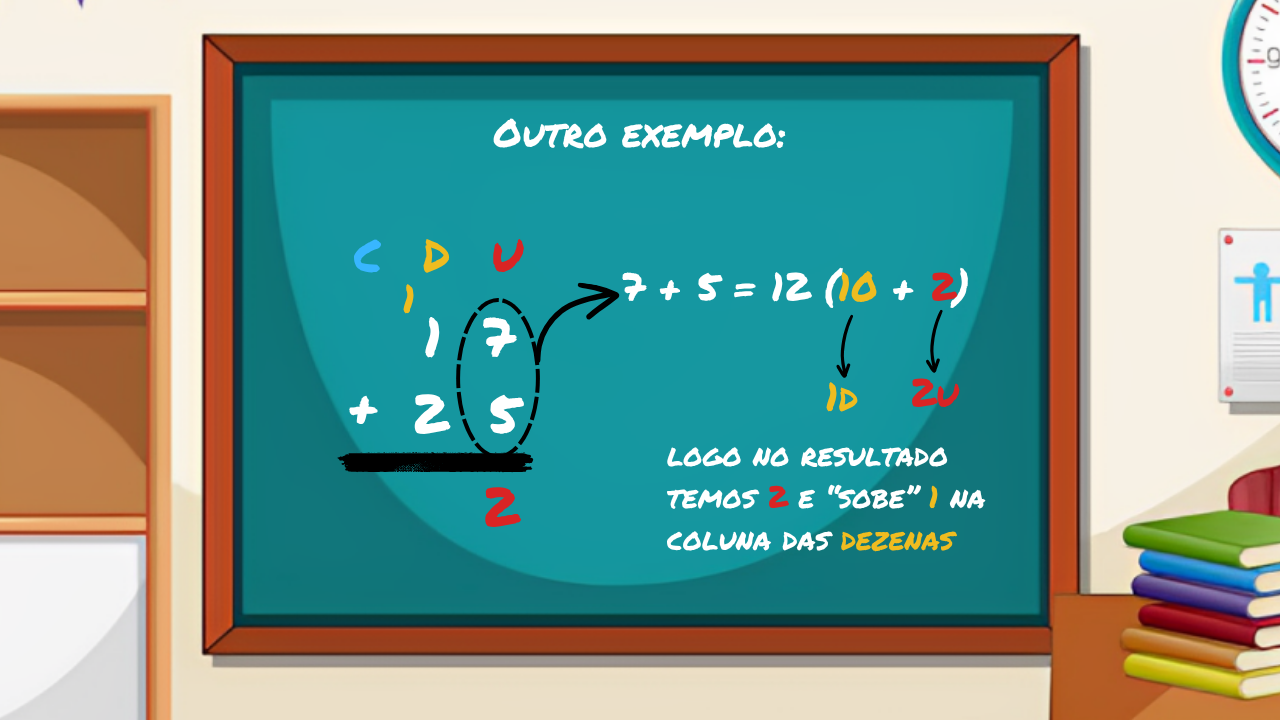 OUTRO EXEMPLO:
C D U
1
1 7
+ 2 5
2
7 + 5 = 12 (10 + 2)
1D 2U
LOGO NO RESULTADO
TEMOS 2 E "SOBE" 1 NA
COLUNA DAS DEZENAS
9